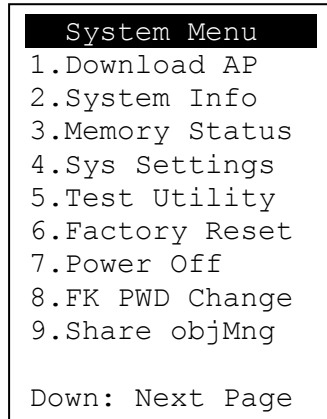 System Menu
1.Download AP
2.System Info
3.Memory Status
4.Sys Settings
5.Test Utility
6.Factory Reset
7.Power Off
8.FK PWD Change
9.Share objMng
Down: Next Page